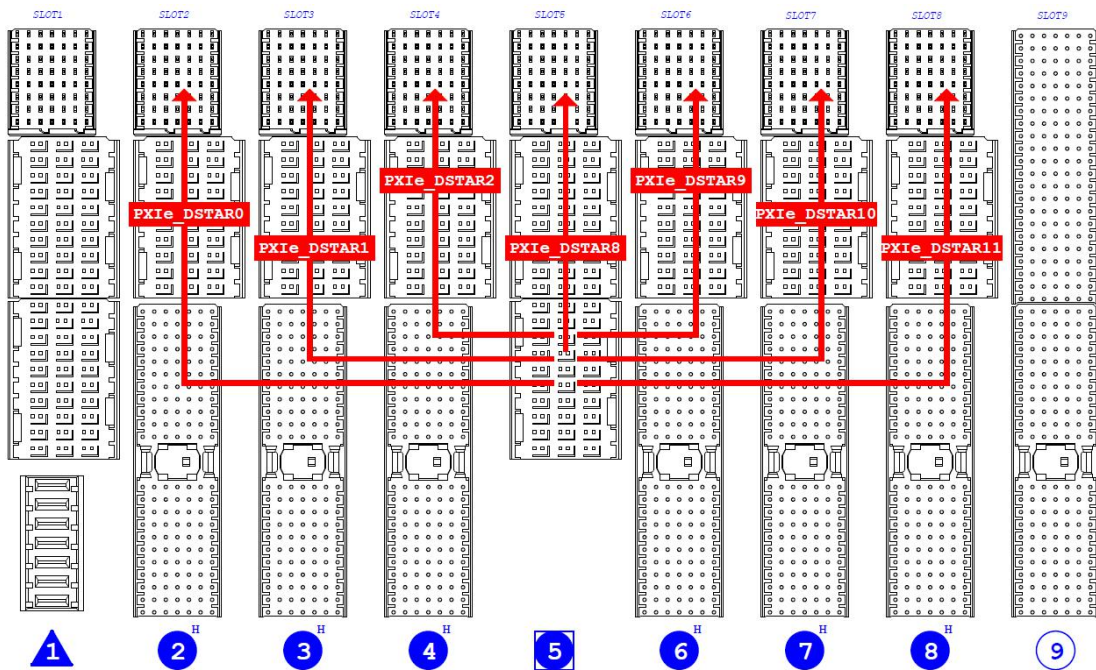 SLOT1 SLOT2 SLOT3 SLOT4 SLOT5 SLOT6 SLOT7 SLOT8 SLOT9
PXIe_DSTAR2 PXIe_DSTAR9
PXIe_DSTAR0 PXIe_DSTAR10
PXIe_DSTAR1 PXIe_DSTAR8 PXIe_DSTAR11
H H H H H H
1 2 3 4 5 6 7 8 9